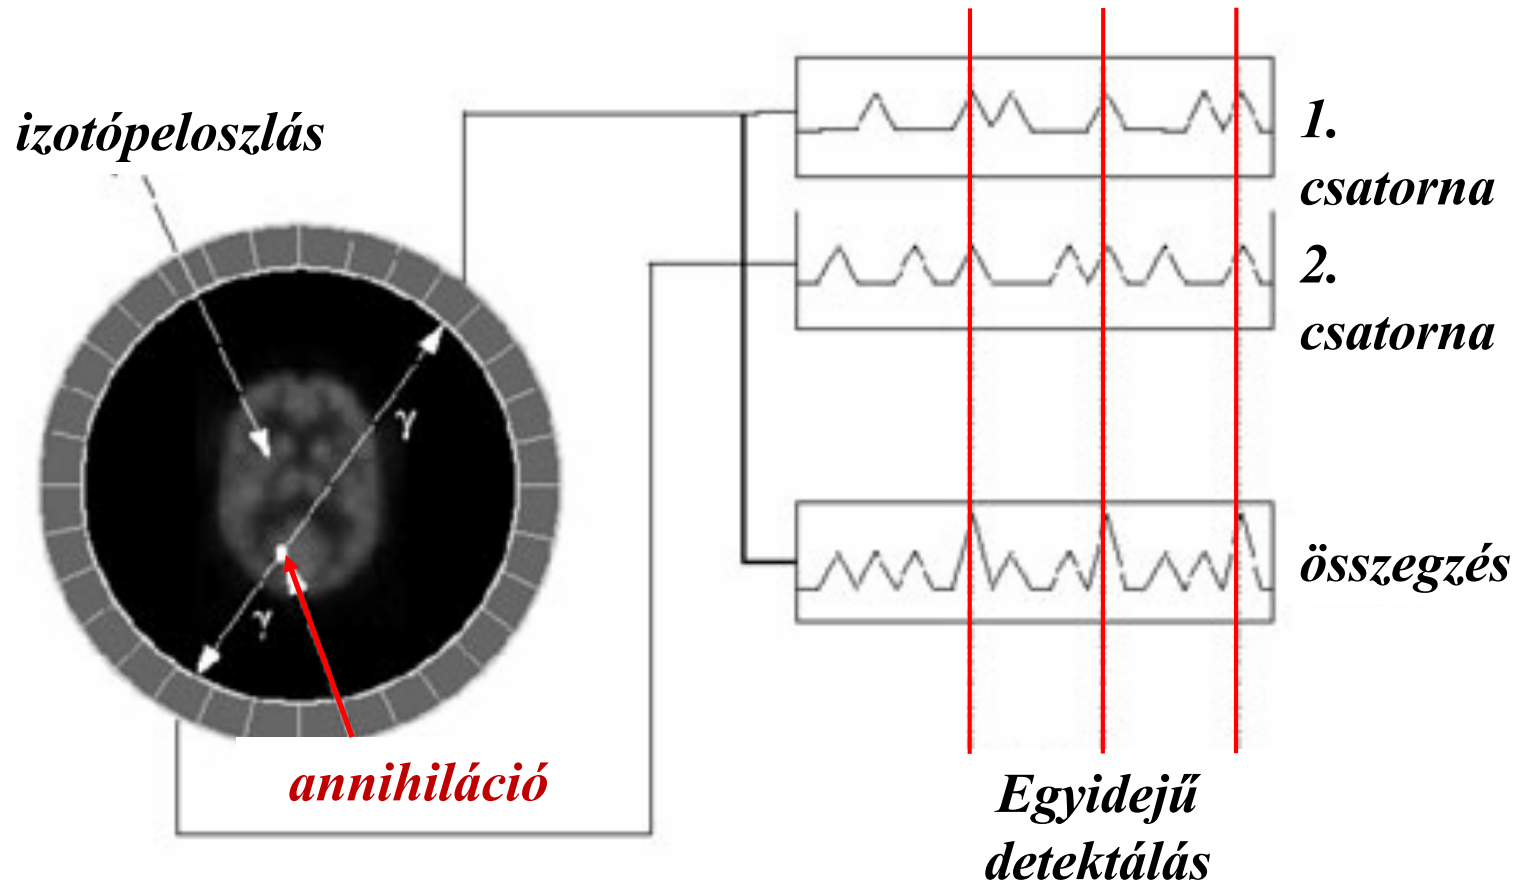 izotópeloszlás
γ
γ
annihiláció
1.
csatorna
2.
csatorna
összegzés
Egyidejű
detektálás